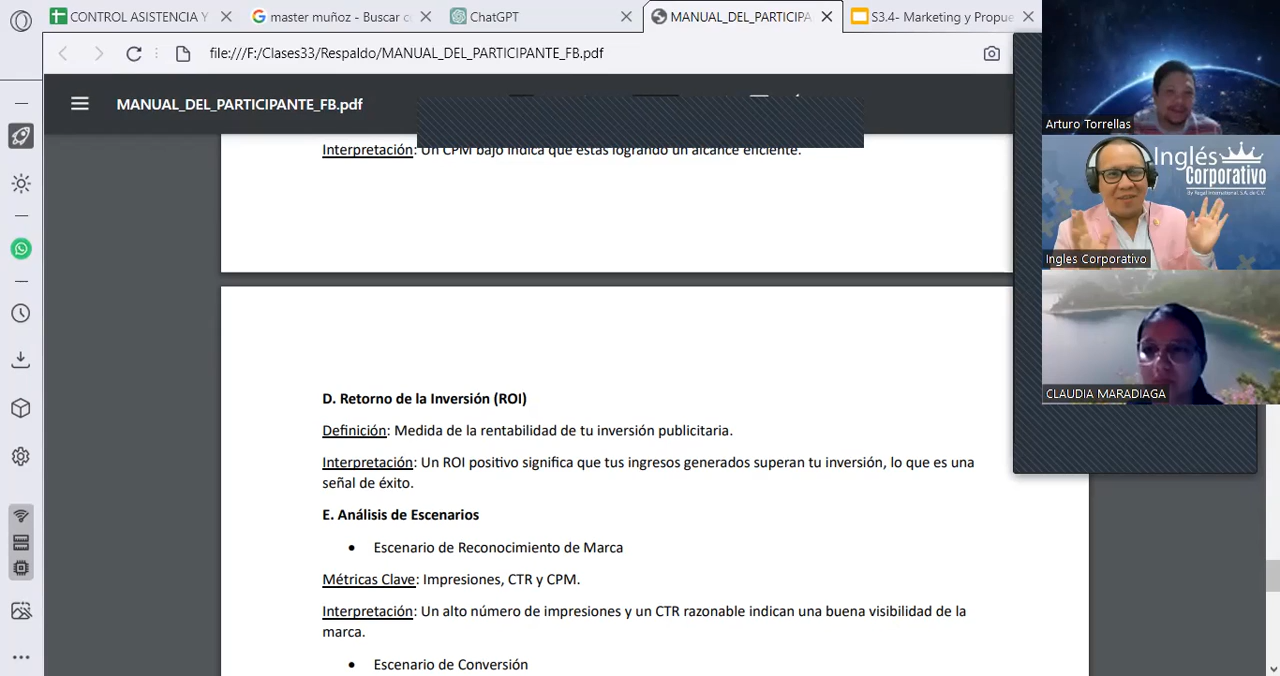 CONTROL ASISTENCIA Y
master muñoz - Buscar c
ChatGPT
MANUAL_DEL_PARTICIPA
S3.4- Marketing y Propue
file:///F:/Clases33/Respaldo/MANUAL_DEL_PARTICIPANTE_FB.pdf
MANUAL_DEL_PARTICIPANTE_FB.pdf
Interpretación: Un CPM bajo indica que estás logrando un alcance eficiente.
D. Retorno de la Inversión (ROI)
Definición: Medida de la rentabilidad de tu inversión publicitaria.
Interpretación: Un ROI positivo significa que tus ingresos generados superan tu inversión, lo que es una
señal de éxito.
E. Análisis de Escenarios
• Escenario de Reconocimiento de Marca
Métricas Clave: Impresiones, CTR y CPM.
Interpretación: Un alto número de impresiones y un CTR razonable indican una buena visibilidad de la
marca.
• Escenario de Conversión
Arturo Torrellas
Inglés
Corporativo
By Regal International, S.A. de C.V.
Ingles Corporativo
CLAUDIA MARADIAGA